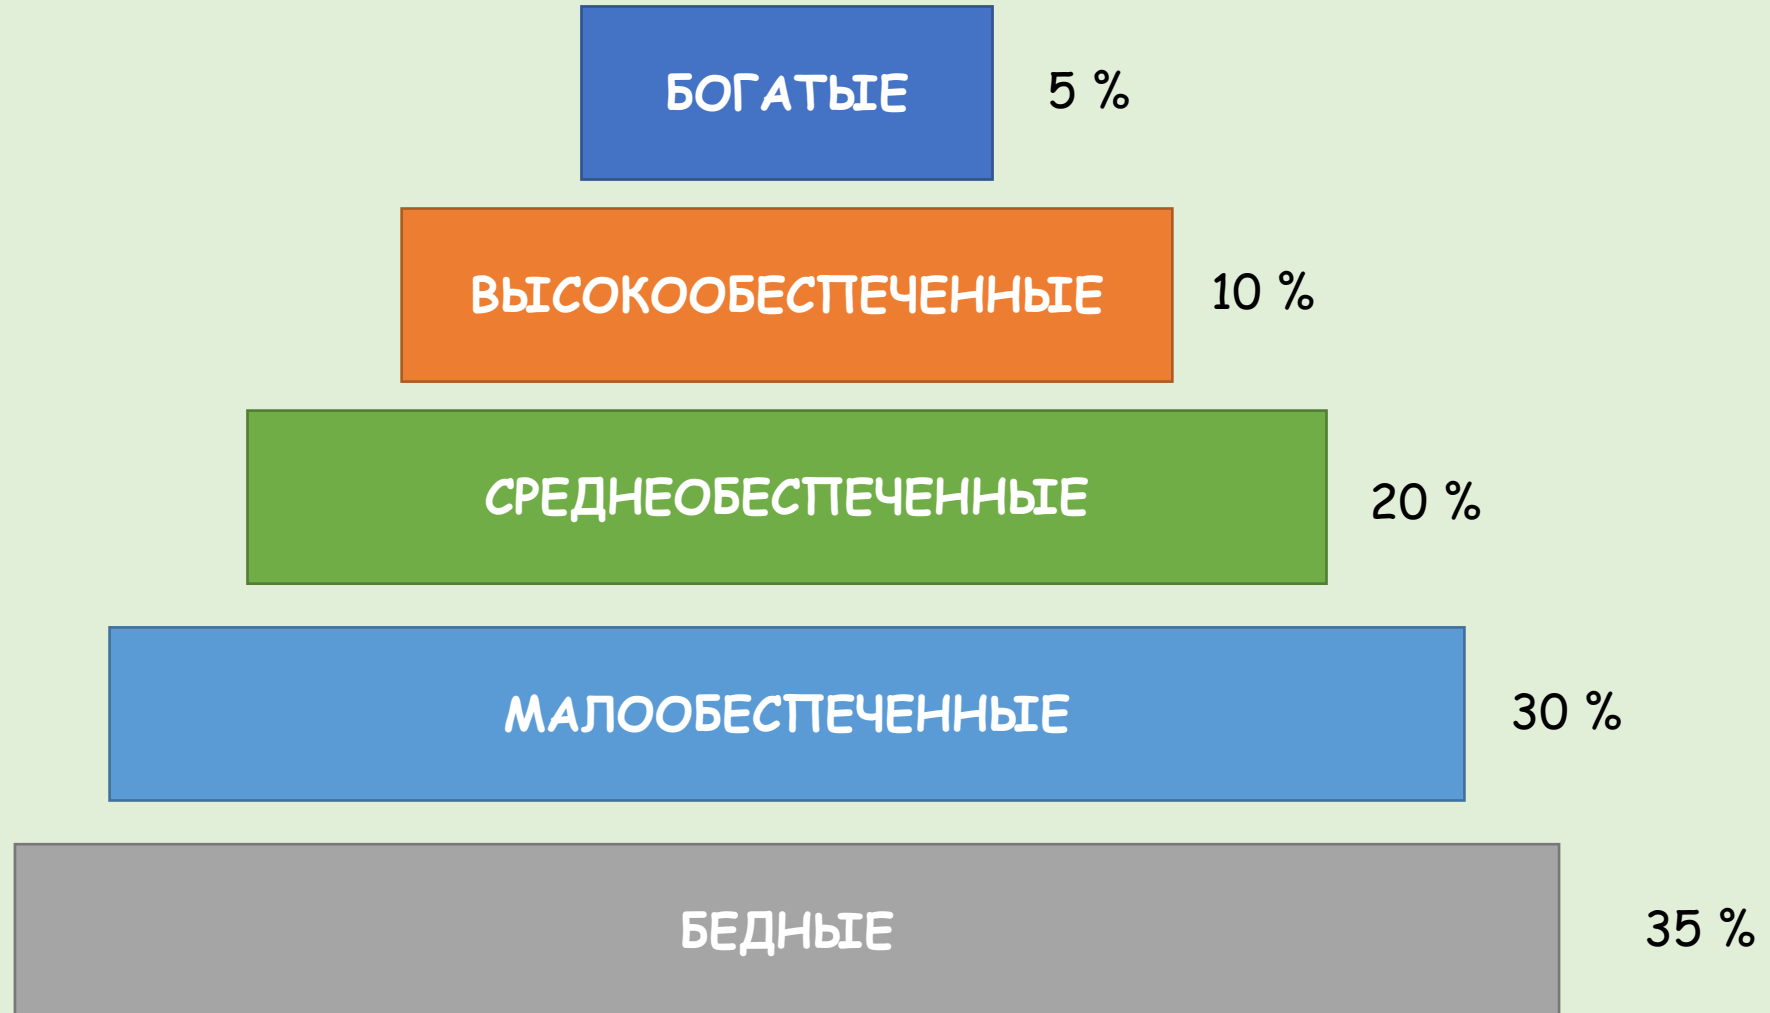 БОГАТЫЕ 5 %
ВЫСОКООБЕСПЕЧЕННЫЕ 10 %
СРЕДНЕОБЕСПЕЧЕННЫЕ 20 %
МАЛООБЕСПЕЧЕННЫЕ 30 %
БЕДНЫЕ 35 %